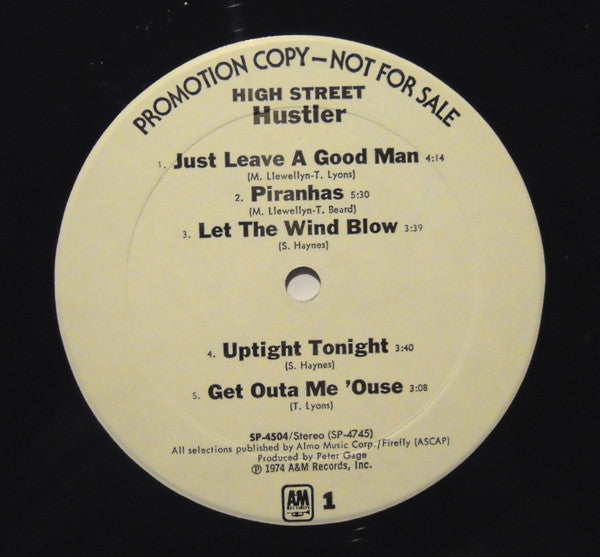 PROMOTION COPY—NOT FOR SALE
HIGH STREET
Hustler
1. Just Leave A Good Man 4:14
(M. Llewellyn-T. Lyons)
2. Piranhas 5:30
(M. Llewellyn-T. Beard)
3. Let The Wind Blow 3:39
(S. Haynes)
4. Uptight Tonight 3:40
(S. Haynes)
5. Get Outa Me 'Ouse 3:08
(T. Lyons)
SP-4504/Stereo (SP-4745)
All selections published by Almo Music Corp./Firefly (ASCAP)
Produced by Peter Gage
Ⓟ 1974 A&M Records, Inc.
A&M
RECORDS
1